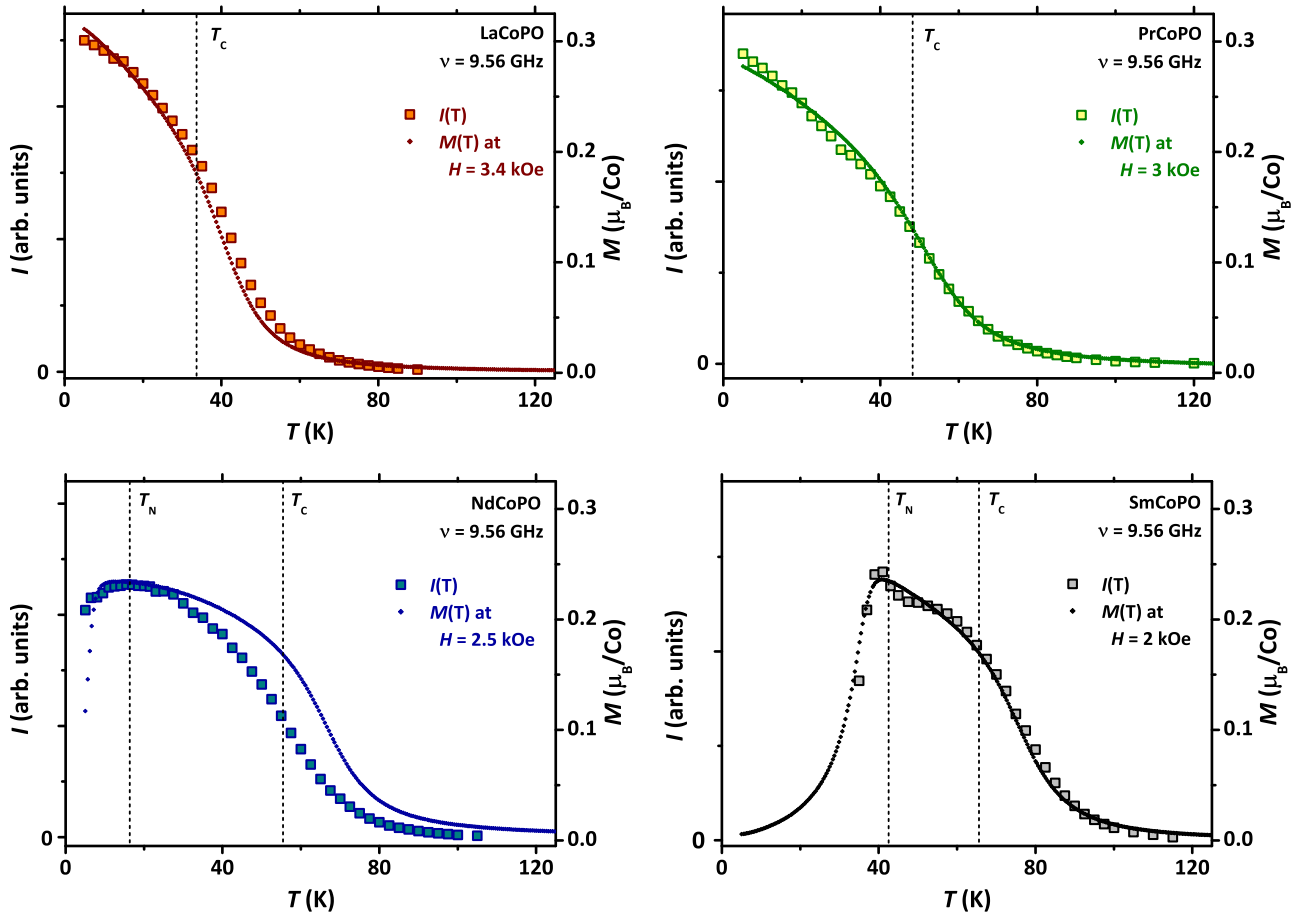 LaCoPO
ν = 9.56 GHz
T_C
I(T)
M(T) at
H = 3.4 kOe
I (arb. units)
0
0 40 80 120
T (K)
0.3
0.2
0.1
0.0
M (μ_B/Co)
PrCoPO
ν = 9.56 GHz
T_C
I(T)
M(T) at
H = 3 kOe
I (arb. units)
0
0 40 80 120
T (K)
0.3
0.2
0.1
0.0
M (μ_B/Co)
NdCoPO
ν = 9.56 GHz
T_N T_C
I(T)
M(T) at
H = 2.5 kOe
I (arb. units)
0
0 40 80 120
T (K)
0.3
0.2
0.1
0.0
M (μ_B/Co)
SmCoPO
ν = 9.56 GHz
T_N T_C
I(T)
M(T) at
H = 2 kOe
I (arb. units)
0
0 40 80 120
T (K)
0.3
0.2
0.1
0.0
M (μ_B/Co)